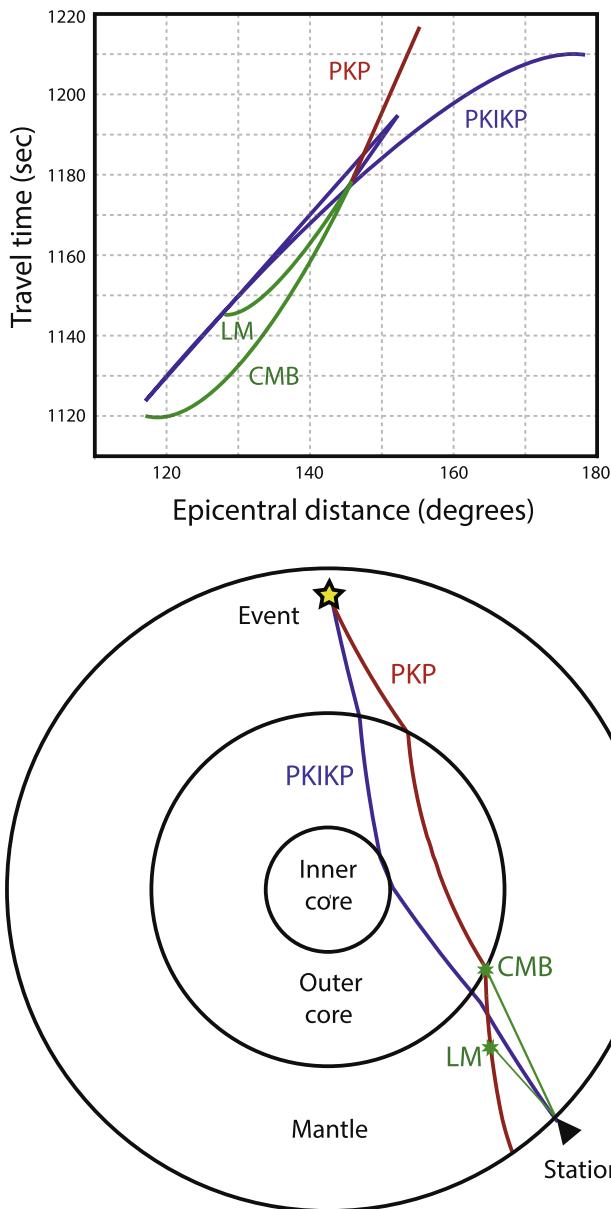 1220
1200
1180
1160
1140
1120
Travel time (sec)
PKP
PKIKP
LM
CMB
120
140
160
180
Epicentral distance (degrees)
Event
PKP
PKIKP
Inner
core
CMB
Outer
core
LM
Mantle
Station